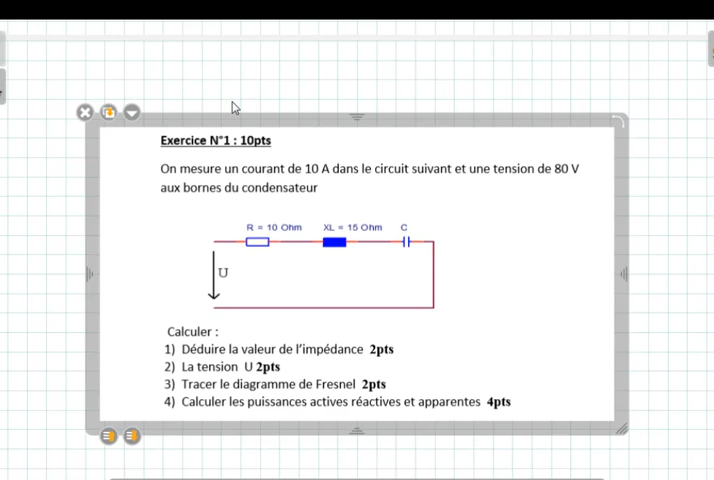 Exercice N°1 : 10pts
On mesure un courant de 10 A dans le circuit suivant et une tension de 80 V
aux bornes du condensateur
R = 10 Ohm XL = 15 Ohm C
U
Calculer :
1) Déduire la valeur de l'impédance 2pts
2) La tension U 2pts
3) Tracer le diagramme de Fresnel 2pts
4) Calculer les puissances actives réactives et apparentes 4pts